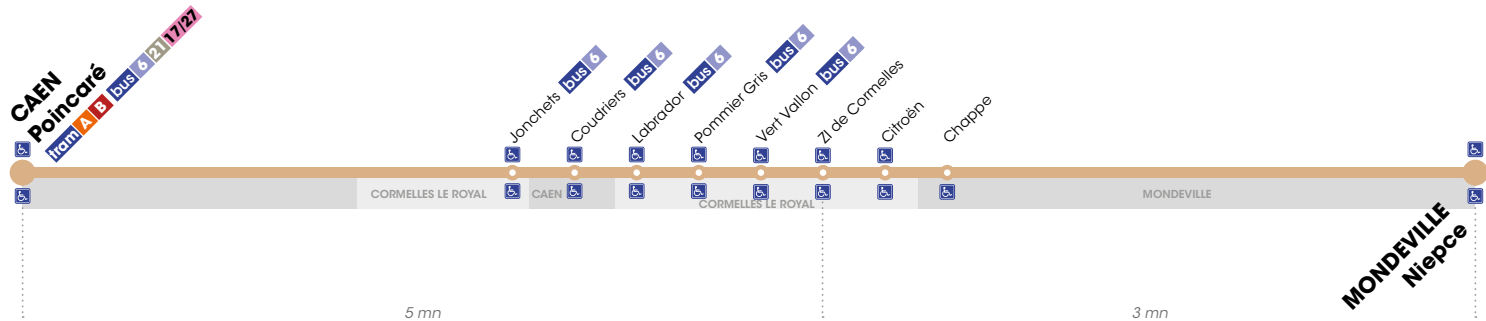 CAEN
Poincaré
tram A B bus 6 21 17/27
Jonchets bus 6
Coudriers bus 6
Labrador bus 6
Pommier Gris bus 6
Vert Vallon bus 6
ZI de Cormelles
Citroën
Chappe
CORMELLES LE ROYAL
CAEN
CORMELLES LE ROYAL
MONDEVILLE
MONDEVILLE
Niepce
5 mn
3 mn